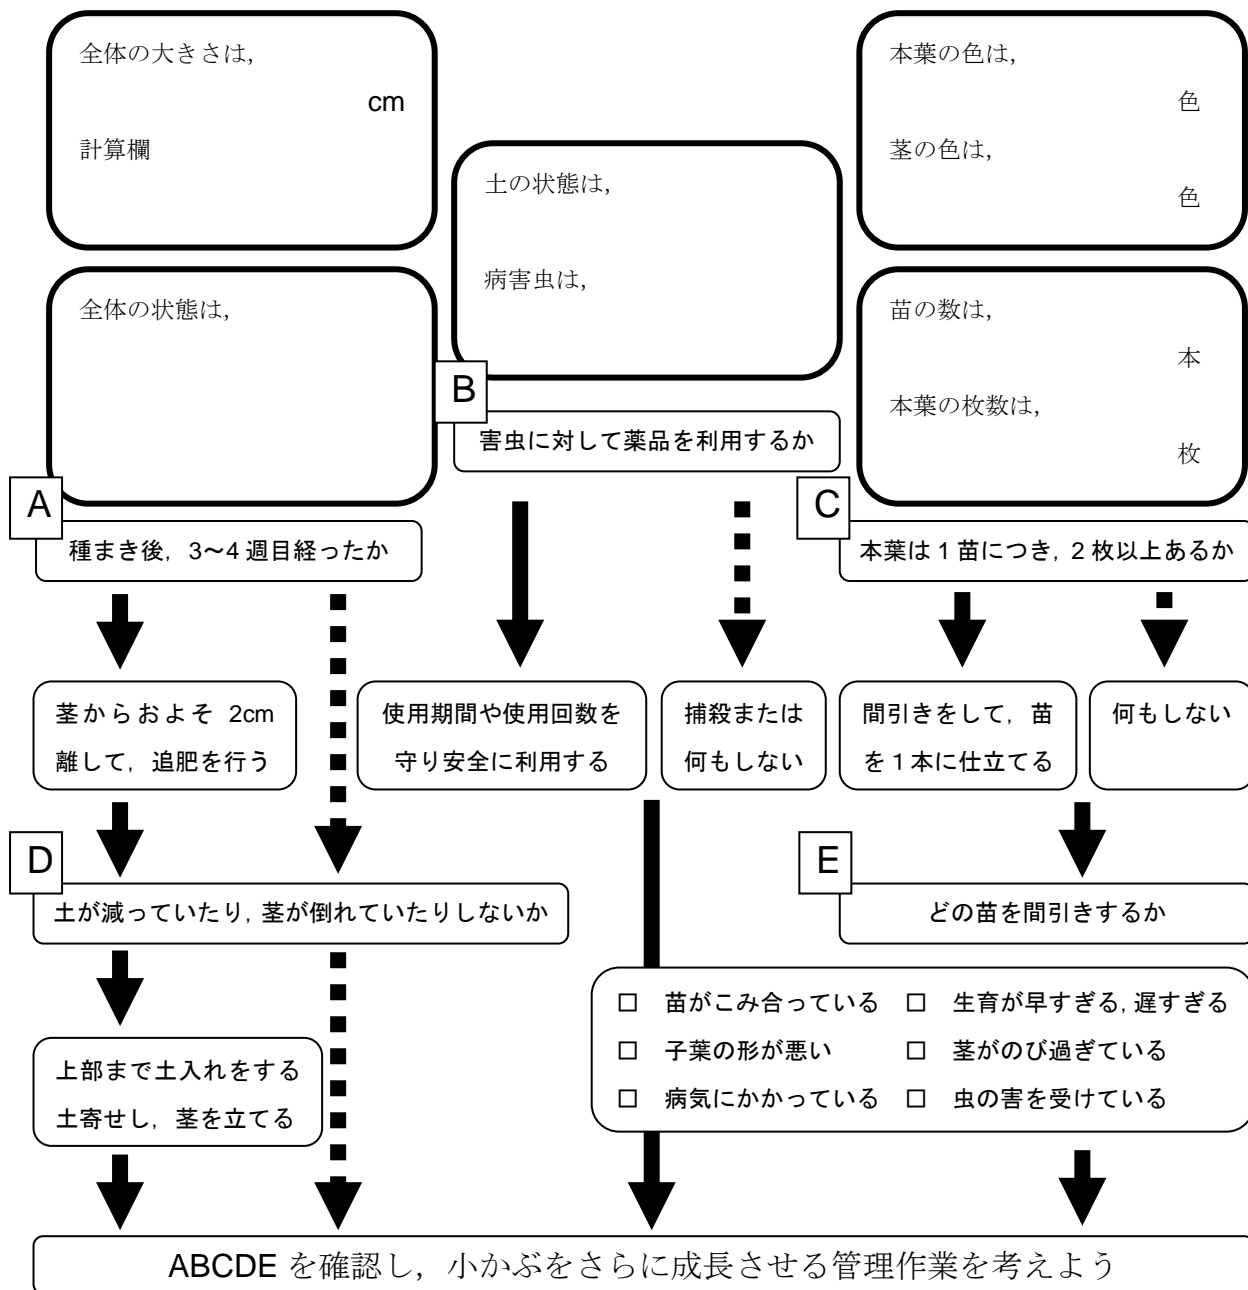 全体の大きさは,
cm
計算欄
本葉の色は,
色
茎の色は,
色
土の状態は,
病害虫は,
全体の状態は,
苗の数は,
本
本葉の枚数は,
枚
B
害虫に対して薬品を利用するか
A
種まき後, 3〜4 週目経ったか
C
本葉は 1 苗につき, 2 枚以上あるか
茎からおよそ 2cm
離して, 追肥を行う
使用期間や使用回数を
守り安全に利用する
捕殺または
何もしない
間引きをして, 苗
を 1 本に仕立てる
何もしない
D
土が減っていたり, 茎が倒れていたりしないか
E
どの苗を間引きするか
□ 苗がこみ合っている □ 生育が早すぎる, 遅すぎる
□ 子葉の形が悪い □ 茎がのび過ぎている
□ 病気にかかっている □ 虫の害を受けている
上部まで土入れをする
土寄せし, 茎を立てる
ABCDE を確認し, 小かぶをさらに成長させる管理作業を考えよう